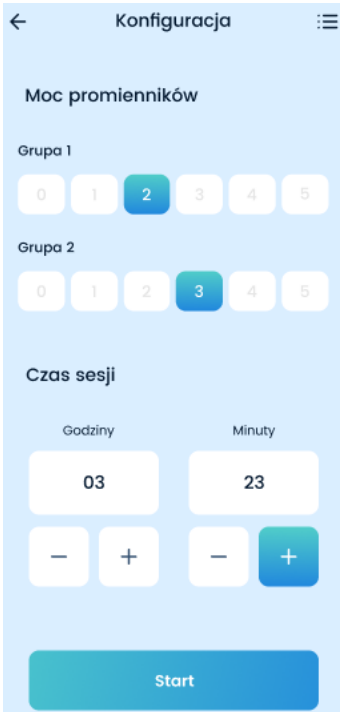 Konfiguracja
Moc promienników
Grupa 1
0 1 2 3 4 5
Grupa 2
0 1 2 3 4 5
Czas sesji
Godziny Minuty
03 23
− + − +
Start